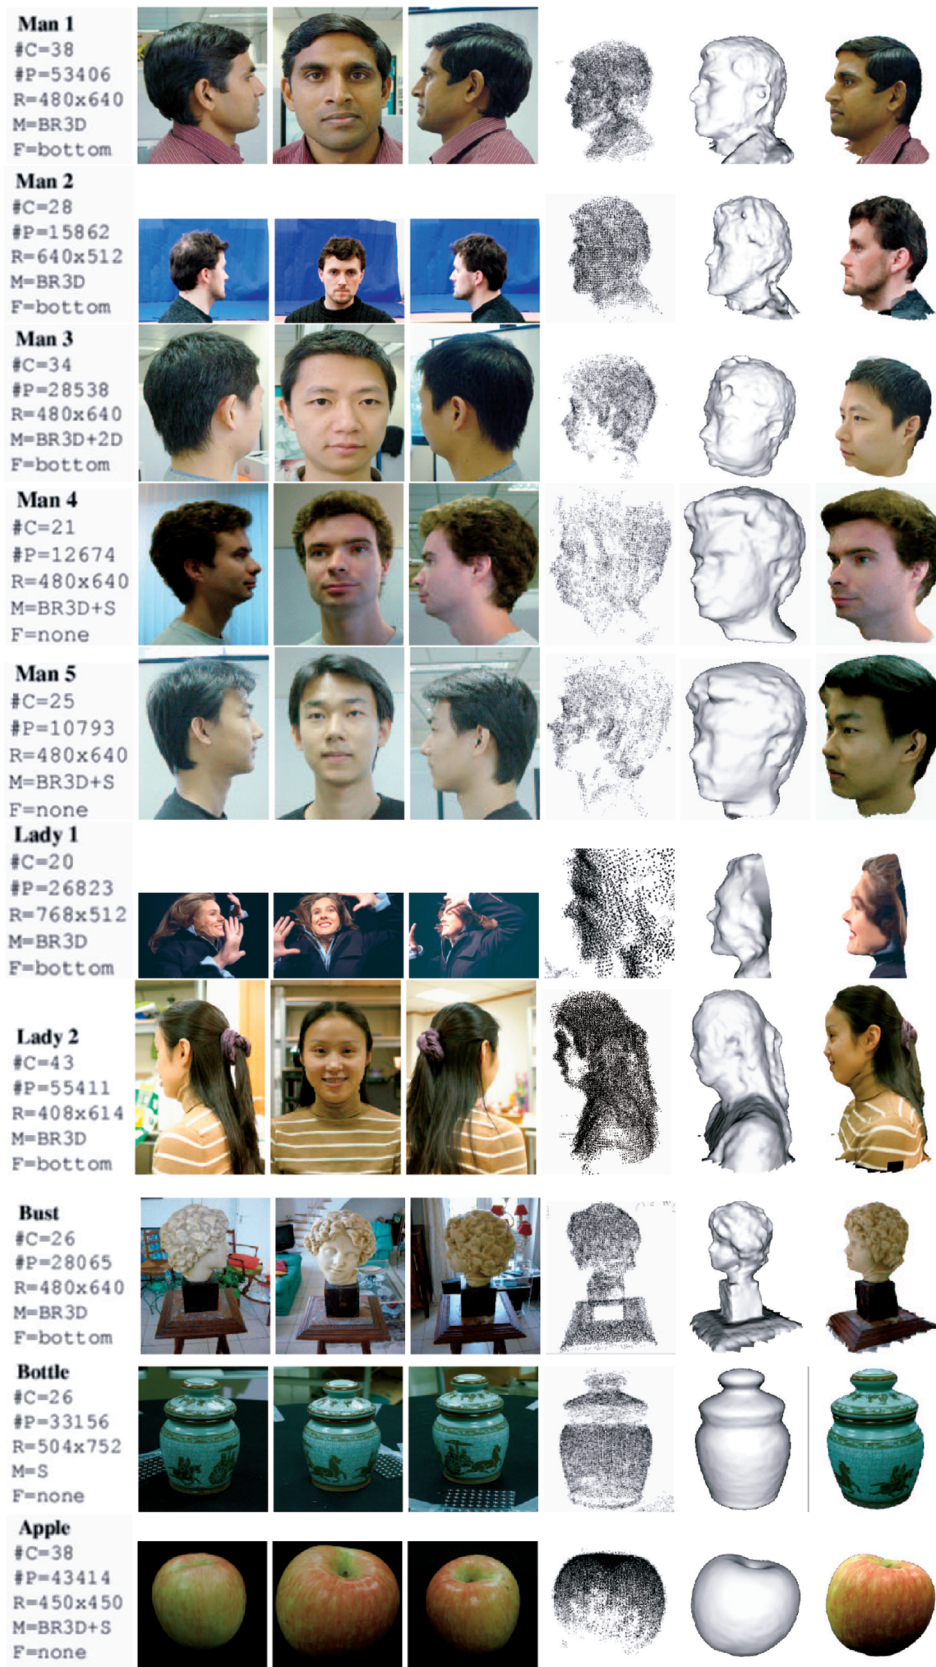 Man 1
#C=38
#P=53406
R=480x640
M=BR3D
F=bottom
Man 2
#C=28
#P=15862
R=640x512
M=BR3D
F=bottom
Man 3
#C=34
#P=28538
R=480x640
M=BR3D+2D
F=bottom
Man 4
#C=21
#P=12674
R=480x640
M=BR3D+S
F=none
Man 5
#C=25
#P=10793
R=480x640
M=BR3D+S
F=none
Lady 1
#C=20
#P=26823
R=768x512
M=BR3D
F=bottom
Lady 2
#C=43
#P=55411
R=408x614
M=BR3D
F=bottom
Bust
#C=26
#P=28065
R=480x640
M=BR3D
F=bottom
Bottle
#C=26
#P=33156
R=504x752
M=S
F=none
Apple
#C=38
#P=43414
R=450x450
M=BR3D+S
F=none